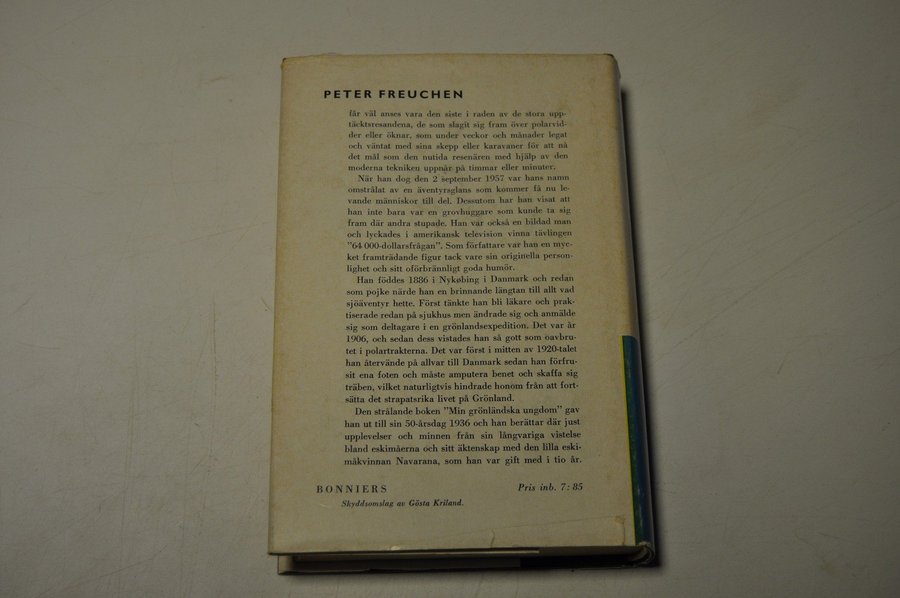 PETER FREUCHEN
får väl anses vara den siste i raden av de stora upp-
täcktsresandena, de som slagit sig fram över polarvid-
der eller öknar, som under veckor och månader legat
och väntat med sina skepp eller karavaner för att nå
det mål som den nutida resenären med hjälp av den
moderna tekniken uppnår på timmar eller minuter.
När han dog den 2 september 1957 var hans namn
omstrålat av en äventyrsglans som kommer få nu le-
vande människor till del. Dessutom har han visat att
han inte bara var en grovhuggare som kunde ta sig
fram där andra stupade. Han var också en bildad man
och lyckades i amerikansk television vinna tävlingen
"64 000-dollarsfrågan". Som författare var han en myc-
ket framträdande figur tack vare sin originella person-
lighet och sitt oförbrännligt goda humör.
Han föddes 1886 i Nykøbing i Danmark och redan
som pojke närde han en brinnande längtan till allt vad
sjöäventyr hette. Först tänkte han bli läkare och prak-
tiserade redan på sjukhus men ändrade sig och anmälde
sig som deltagare i en grönlandsexpedition. Det var år
1906, och sedan dess vistades han så gott som oavbru-
tet i polartrakterna. Det var först i mitten av 1920-talet
han återvände på allvar till Danmark sedan han förfru-
sit ena foten och måste amputera benet och skaffa sig
träben, vilket naturligtvis hindrade honom från att fort-
sätta det strapatsrika livet på Grönland.
Den strålande boken "Min grönländska ungdom" gav
han ut till sin 50-årsdag 1936 och han berättar där just
upplevelser och minnen från sin långvariga vistelse
bland eskimåerna och sitt äktenskap med den lilla eski-
måkvinnan Navarana, som han var gift med i tio år.
BONNIERS Pris inb. 7:85
Skyddsomslag av Gösta Kriland.